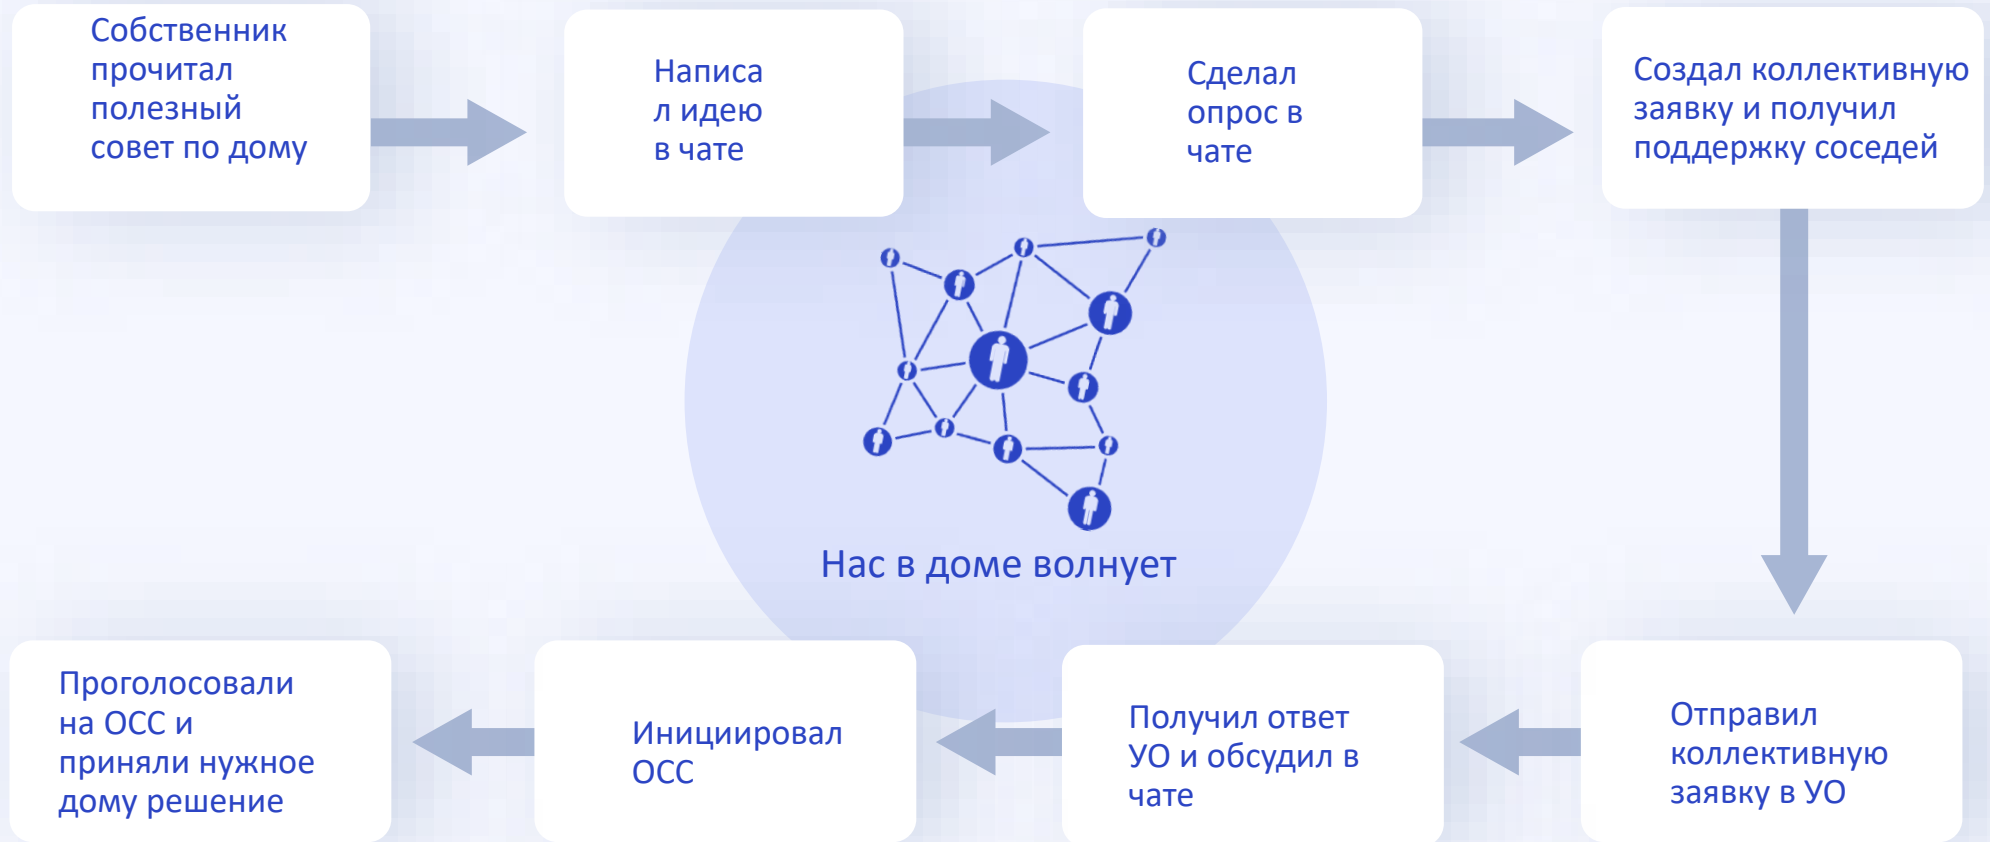 Собственник
прочитал
полезный
совет по дому
Написа
л идею
в чате
Сделал
опрос в
чате
Создал коллективную
заявку и получил
поддержку соседей
Нас в доме волнует
Отправил
коллективную
заявку в УО
Получил ответ
УО и обсудил в
чате
Инициировал
ОСС
Проголосовали
на ОСС и
приняли нужное
дому решение